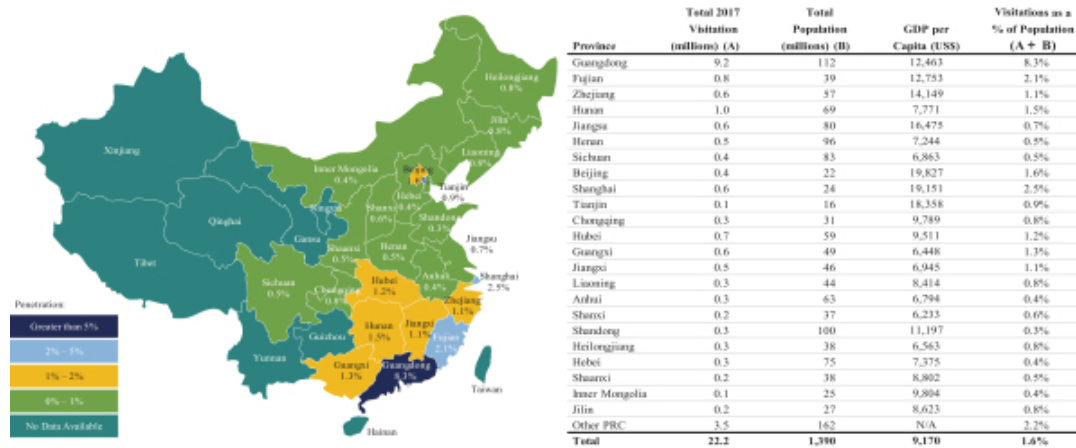 Heilongjiang
0.8%
Jilin
0.8%
Liaoning
0.8%
Xinjiang
Inner Mongolia
0.4%
Beijing
1.6%
Tianjin
0.9%
Hebei
0.4%
Shanxi
0.6%
Shandong
0.3%
Ningxia
Qinghai
Gansu
Jiangsu
0.7%
Shaanxi
0.5%
Henan
0.5%
Tibet
Anhui
0.4%
Shanghai
2.5%
Sichuan
0.5%
Chongqing
0.8%
Hubei
1.2%
Zhejiang
1.1%
Hunan
1.5%
Jiangxi
1.1%
Fujian
2.1%
Guizhou
Yunnan
Guangxi
1.3%
Guangdong
8.3%
Taiwan
Hainan
Penetration:
Greater than 5%
2% – 5%
1% – 2%
0% – 1%
No Data Available
Total 2017 Total Visitations as a
Visitation Population GDP per % of Population
Province (millions) (A) (millions) (B) Capita (US$) (A ÷ B)
Guangdong 9.2 112 12,463 8.3%
Fujian 0.8 39 12,753 2.1%
Zhejiang 0.6 57 14,149 1.1%
Hunan 1.0 69 7,771 1.5%
Jiangsu 0.6 80 16,475 0.7%
Henan 0.5 96 7,244 0.5%
Sichuan 0.4 83 6,863 0.5%
Beijing 0.4 22 19,827 1.6%
Shanghai 0.6 24 19,151 2.5%
Tianjin 0.1 16 18,358 0.9%
Chongqing 0.3 31 9,789 0.8%
Hubei 0.7 59 9,511 1.2%
Guangxi 0.6 49 6,448 1.3%
Jiangxi 0.5 46 6,945 1.1%
Liaoning 0.3 44 8,414 0.8%
Anhui 0.3 63 6,794 0.4%
Shanxi 0.2 37 6,233 0.6%
Shandong 0.3 100 11,197 0.3%
Heilongjiang 0.3 38 6,563 0.8%
Hebei 0.3 75 7,375 0.4%
Shaanxi 0.2 38 8,802 0.5%
Inner Mongolia 0.1 25 9,804 0.4%
Jilin 0.2 27 8,623 0.8%
Other PRC 3.5 162 N/A 2.2%
Total 22.2 1,390 9,170 1.6%